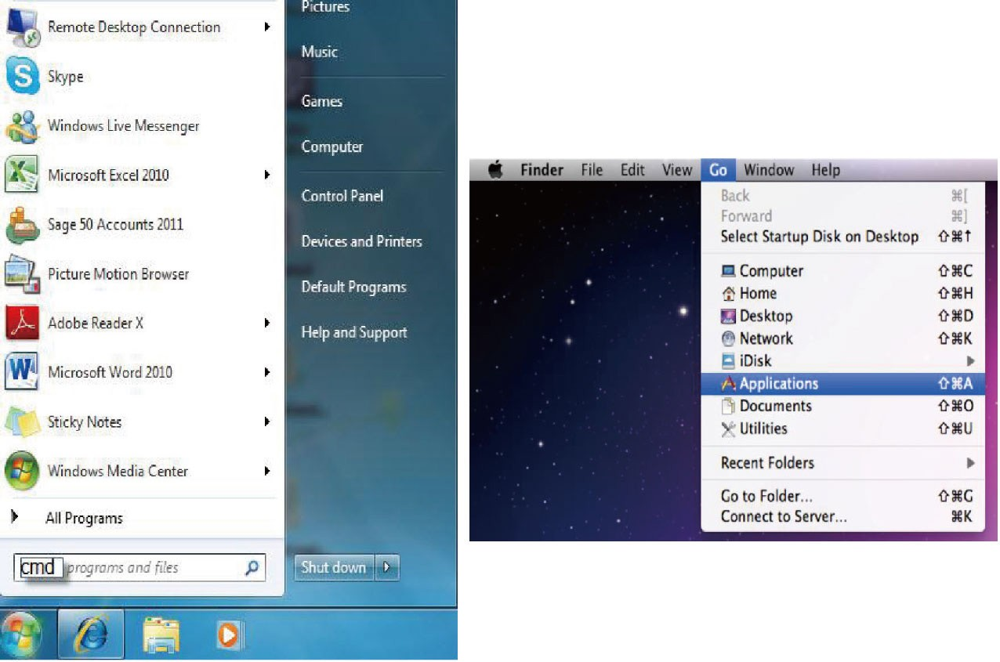 Remote Desktop Connection
Skype
Windows Live Messenger
Microsoft Excel 2010
Sage 50 Accounts 2011
Picture Motion Browser
Adobe Reader X
Microsoft Word 2010
Sticky Notes
Windows Media Center
All Programs
cmd programs and files
Pictures
Music
Games
Computer
Control Panel
Devices and Printers
Default Programs
Help and Support
Shut down
Finder File Edit View Go Window Help
Back ⌘[
Forward ⌘]
Select Startup Disk on Desktop ⇧⌘↑
Computer ⇧⌘C
Home ⇧⌘H
Desktop ⇧⌘D
Network ⇧⌘K
iDisk
Applications ⇧⌘A
Documents ⇧⌘O
Utilities ⇧⌘U
Recent Folders
Go to Folder... ⇧⌘G
Connect to Server... ⌘K